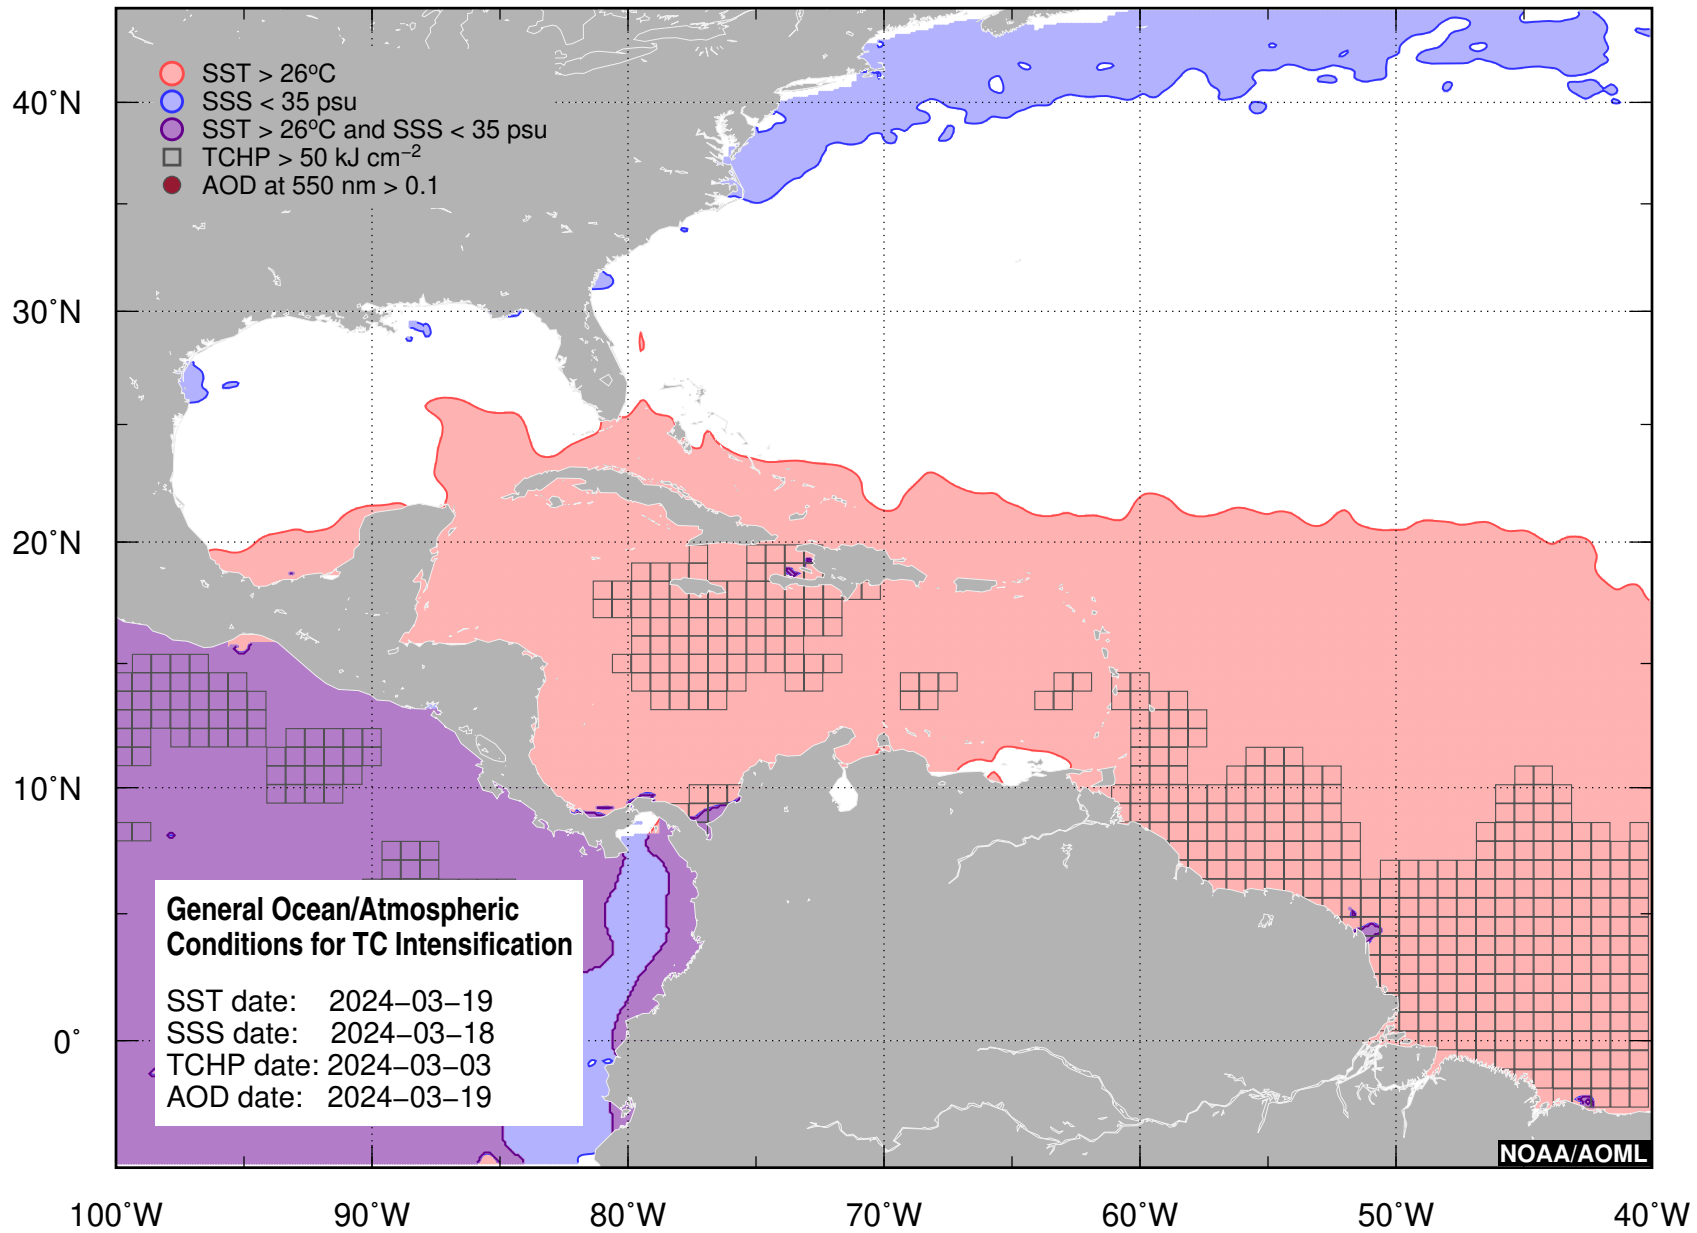 SST > 26°C
SSS < 35 psu
SST > 26°C and SSS < 35 psu
TCHP > 50 kJ cm⁻²
AOD at 550 nm > 0.1
40˚N
30˚N
20˚N
10˚N
0˚
General Ocean/Atmospheric
Conditions for TC Intensification
SST date: 2024−03−19
SSS date: 2024−03−18
TCHP date: 2024−03−03
AOD date: 2024−03−19
NOAA/AOML
100˚W 90˚W 80˚W 70˚W 60˚W 50˚W 40˚W